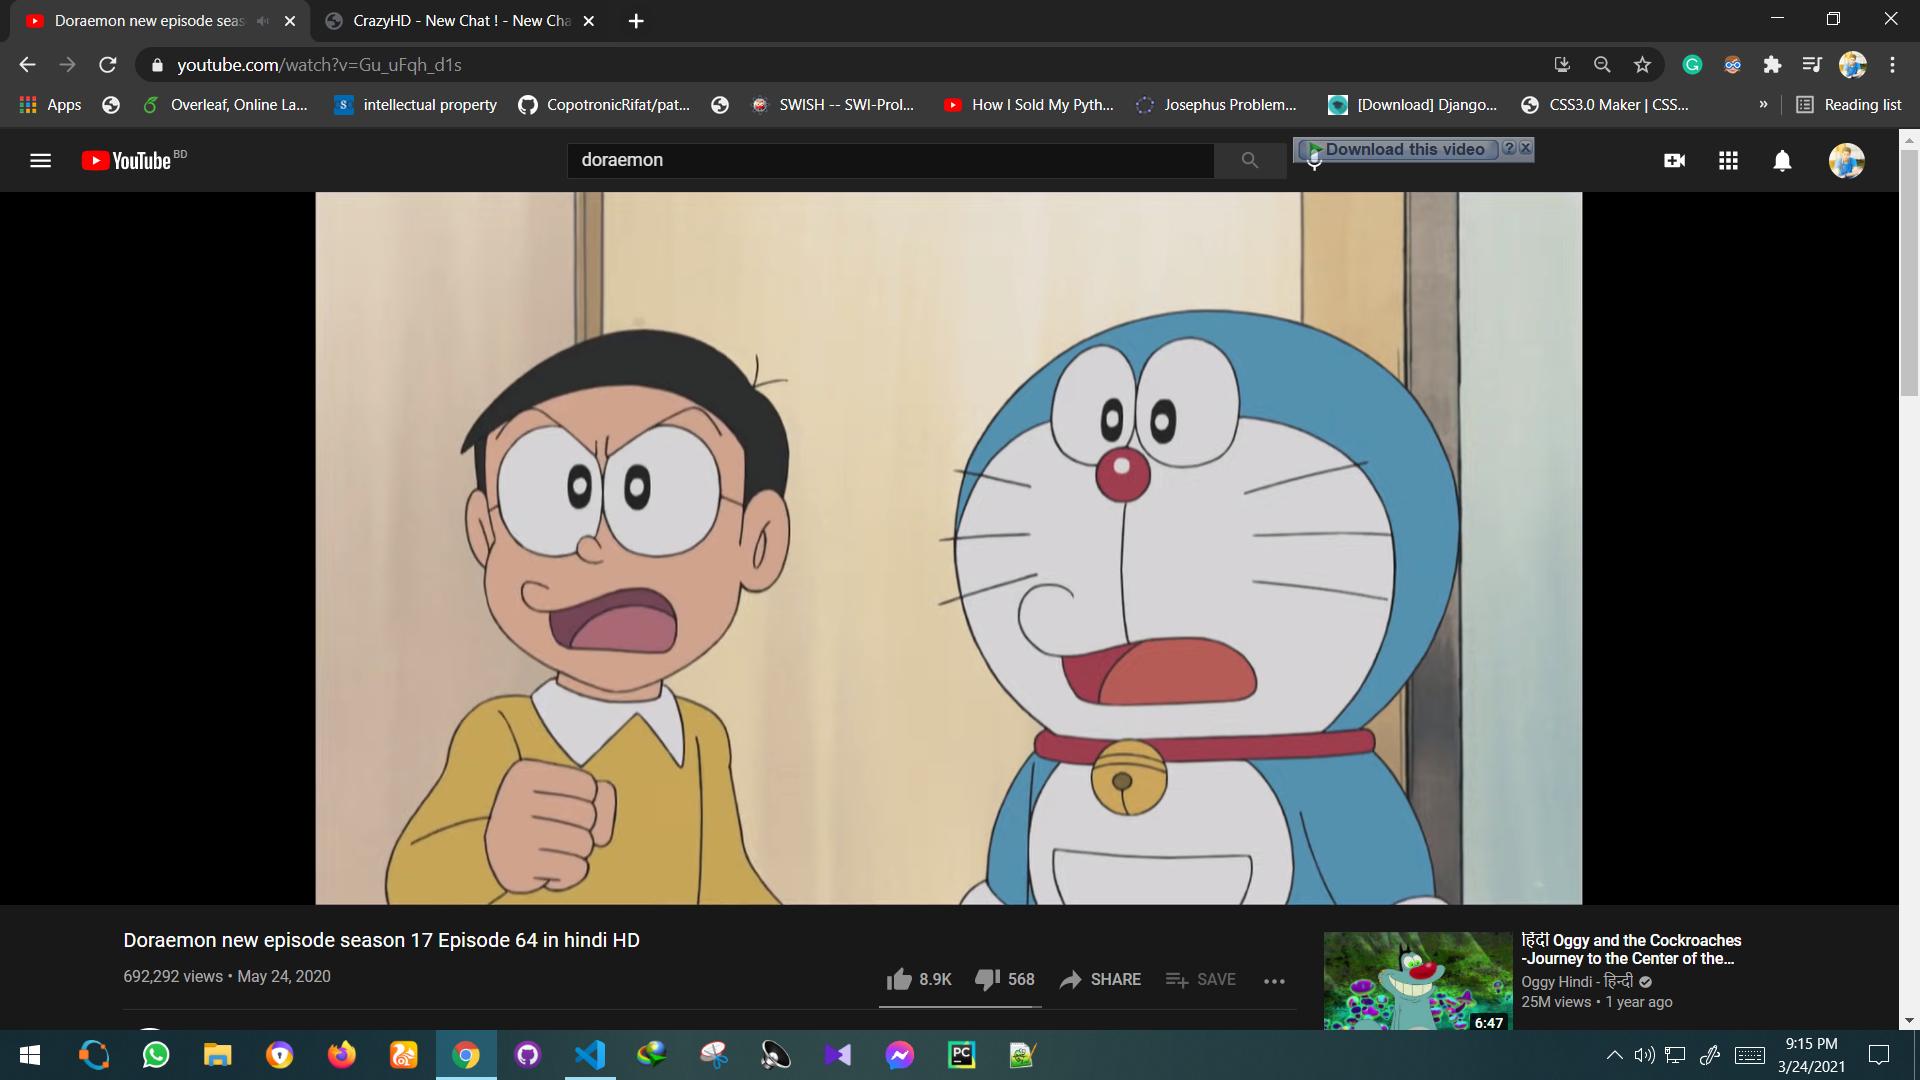 Doraemon new episode seas
CrazyHD - New Chat ! - New Cha
youtube.com/watch?v=Gu_uFqh_d1s
Apps
Overleaf, Online La...
intellectual property
CopotronicRifat/pat...
SWISH -- SWI-Prol...
How I Sold My Pyth...
Josephus Problem...
[Download] Django...
CSS3.0 Maker | CSS...
»
Reading list
YouTube BD
doraemon
Download this video
Doraemon new episode season 17 Episode 64 in hindi HD
692,292 views • May 24, 2020
8.9K
568
SHARE
SAVE
6:47
हिंदी Oggy and the Cockroaches
-Journey to the Center of the...
Oggy Hindi - हिन्दी
25M views • 1 year ago
PC
9:15 PM
3/24/2021